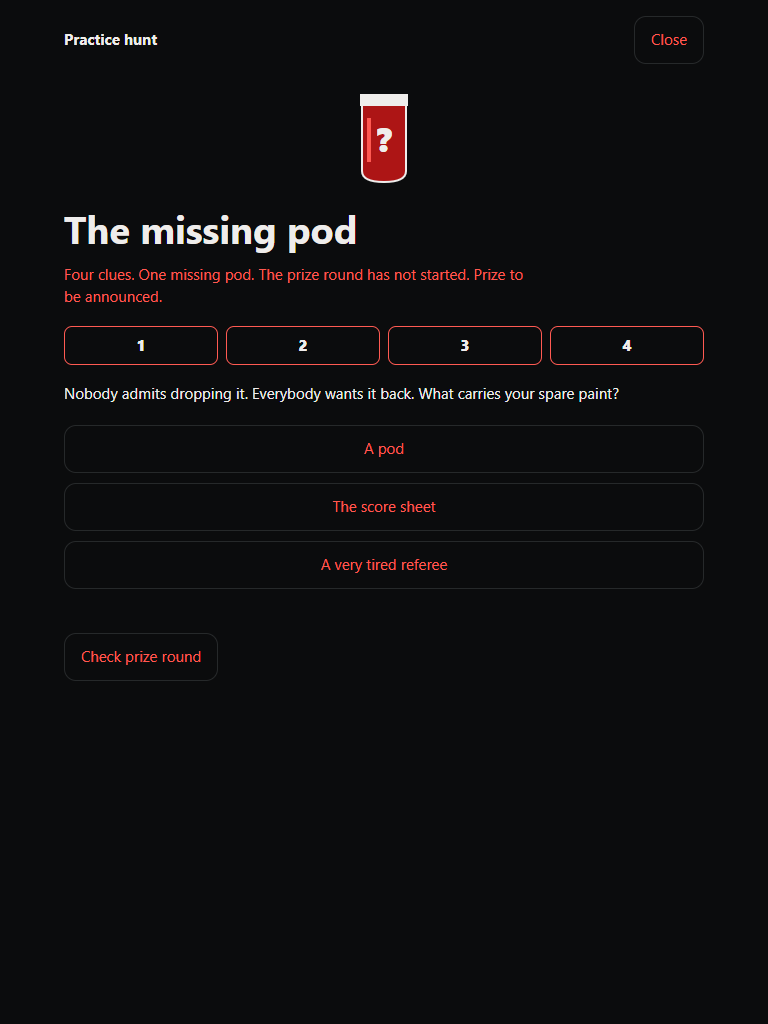 Practice hunt
Close
?
The missing pod
Four clues. One missing pod. The prize round has not started. Prize to
be announced.
1
2
3
4
Nobody admits dropping it. Everybody wants it back. What carries your spare paint?
A pod
The score sheet
A very tired referee
Check prize round